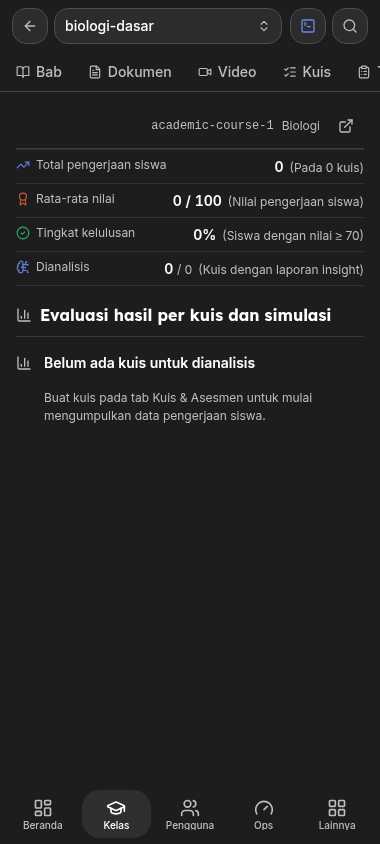 biologi-dasar
Bab
Dokumen
Video
Kuis
academic-course-1 Biologi
Total pengerjaan siswa 0 (Pada 0 kuis)
Rata-rata nilai 0 / 100 (Nilai pengerjaan siswa)
Tingkat kelulusan 0% (Siswa dengan nilai ≥ 70)
Dianalisis 0 / 0 (Kuis dengan laporan insight)
Evaluasi hasil per kuis dan simulasi
Belum ada kuis untuk dianalisis
Buat kuis pada tab Kuis & Asesmen untuk mulai
mengumpulkan data pengerjaan siswa.
Beranda
Kelas
Pengguna
Ops
Lainnya